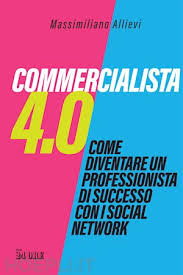 Massimiliano Allievi
COMMERCIALISTA
4.0
COME
DIVENTARE UN
PROFESSIONISTA
DI SUCCESSO
CON I SOCIAL
NETWORK
24 ORE